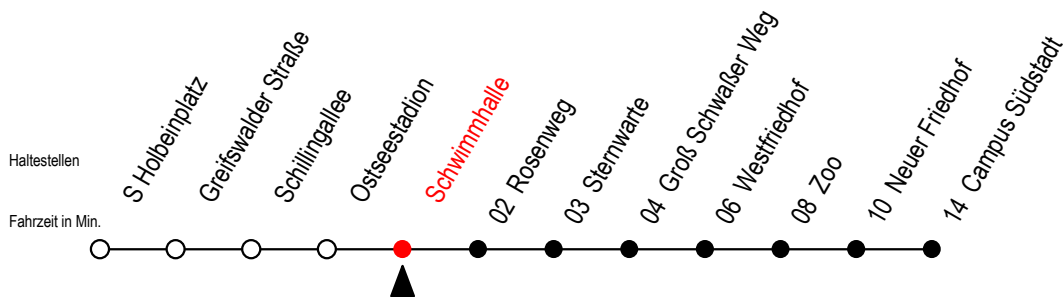 S Holbeinplatz
Greifswalder Straße
Schillingallee
Ostseestadion
Schwimmhalle
02 Rosenweg
03 Sternwarte
04 Groß Schwaßer Weg
06 Westfriedhof
08 Zoo
10 Neuer Friedhof
14 Campus Südstadt
Haltestellen
Fahrzeit in Min.